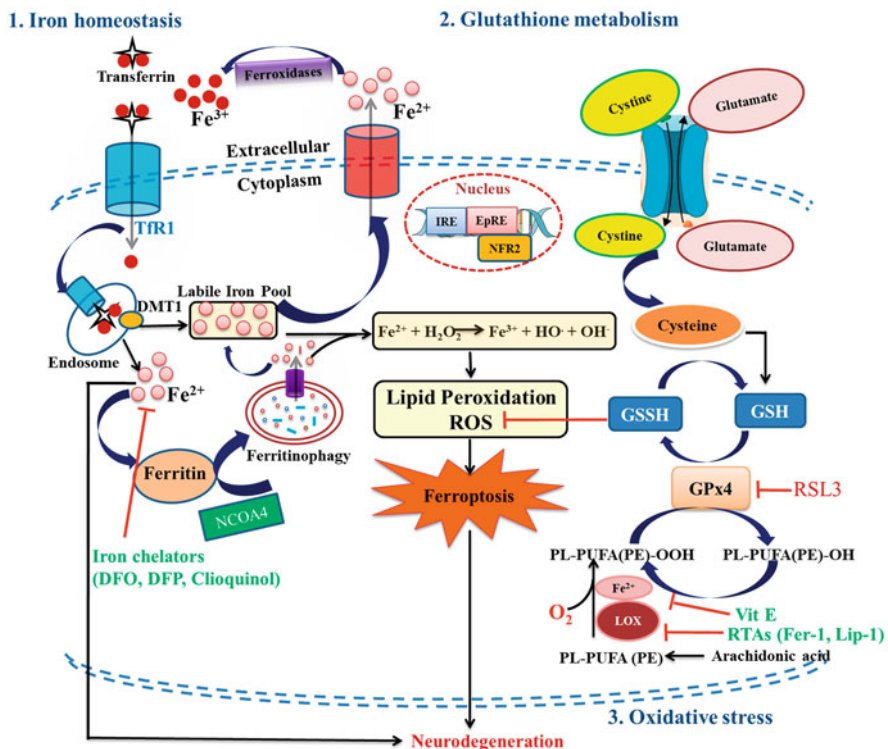 1. Iron homeostasis
2. Glutathione metabolism
Transferrin
Ferroxidases
Fe³⁺
Fe²⁺
Cystine
Glutamate
Extracellular
Cytoplasm
Nucleus
IRE
EpRE
NFR2
TfR1
Cystine
Glutamate
DMT1
Labile Iron Pool
Endosome
Fe²⁺ + H₂O₂ → Fe³⁺ + HO· + OH⁻
Cysteine
Fe²⁺
Lipid Peroxidation
ROS
GSSH
GSH
Ferritinophagy
Ferritin
NCOA4
Ferroptosis
GPx4
RSL3
Iron chelators
(DFO, DFP, Clioquinol)
PL-PUFA(PE)-OOH
PL-PUFA(PE)-OH
Fe²⁺
O₂
LOX
Vit E
RTAs (Fer-1, Lip-1)
PL-PUFA (PE)
Arachidonic acid
3. Oxidative stress
Neurodegeneration